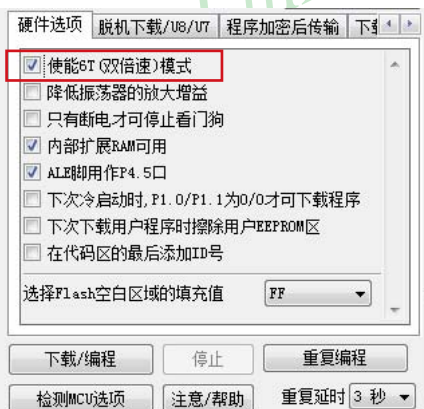 硬件选项 脱机下载/U8/U7 程序加密后传输
使能6T(双倍速)模式
降低振荡器的放大增益
只有断电才可停止看门狗
内部扩展RAM可用
ALE脚用作P4.5口
下次冷启动时,P1.0/P1.1为0/0才可下载程序
下次下载用户程序时擦除用户EEPROM区
在代码区的最后添加ID号
选择Flash空白区域的填充值 FF
下载/编程 停止 重复编程
检测MCU选项 注意/帮助 重复延时 3 秒